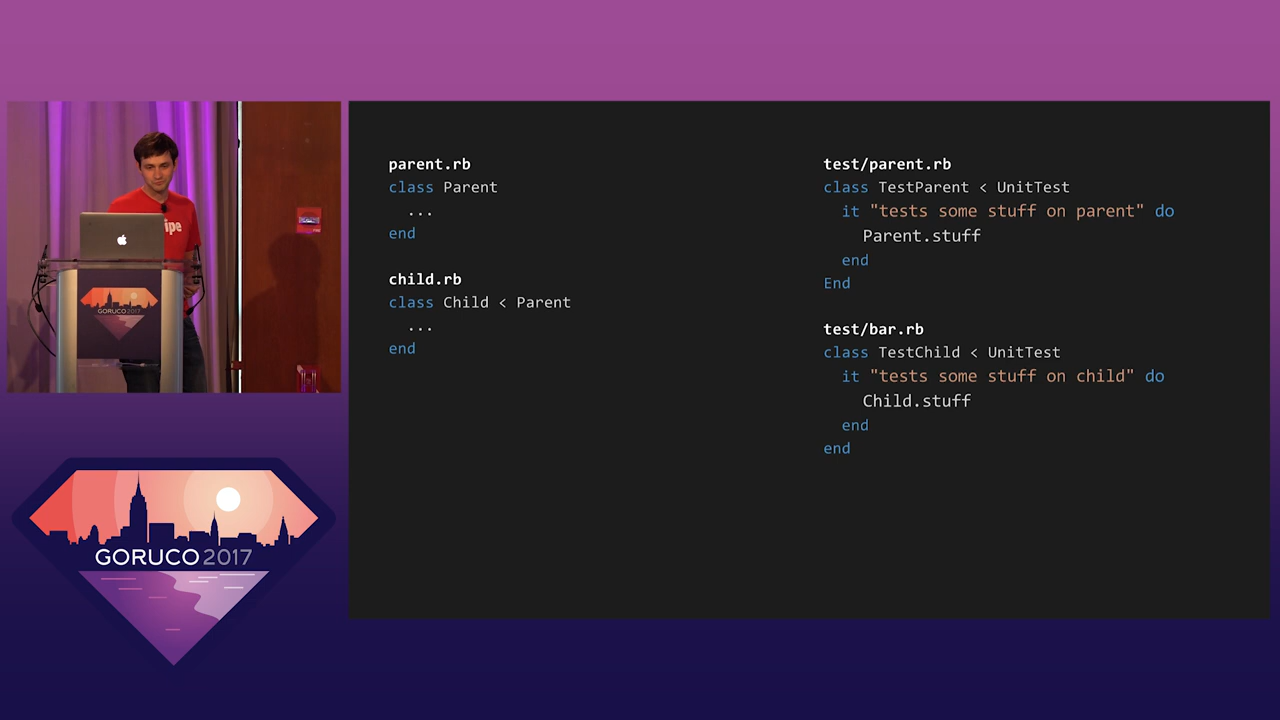 parent.rb
class Parent
...
end
child.rb
class Child < Parent
...
end
test/parent.rb
class TestParent < UnitTest
it "tests some stuff on parent" do
Parent.stuff
end
End
test/bar.rb
class TestChild < UnitTest
it "tests some stuff on child" do
Child.stuff
end
end
ipe
GORUCO 2017
GORUCO 2017